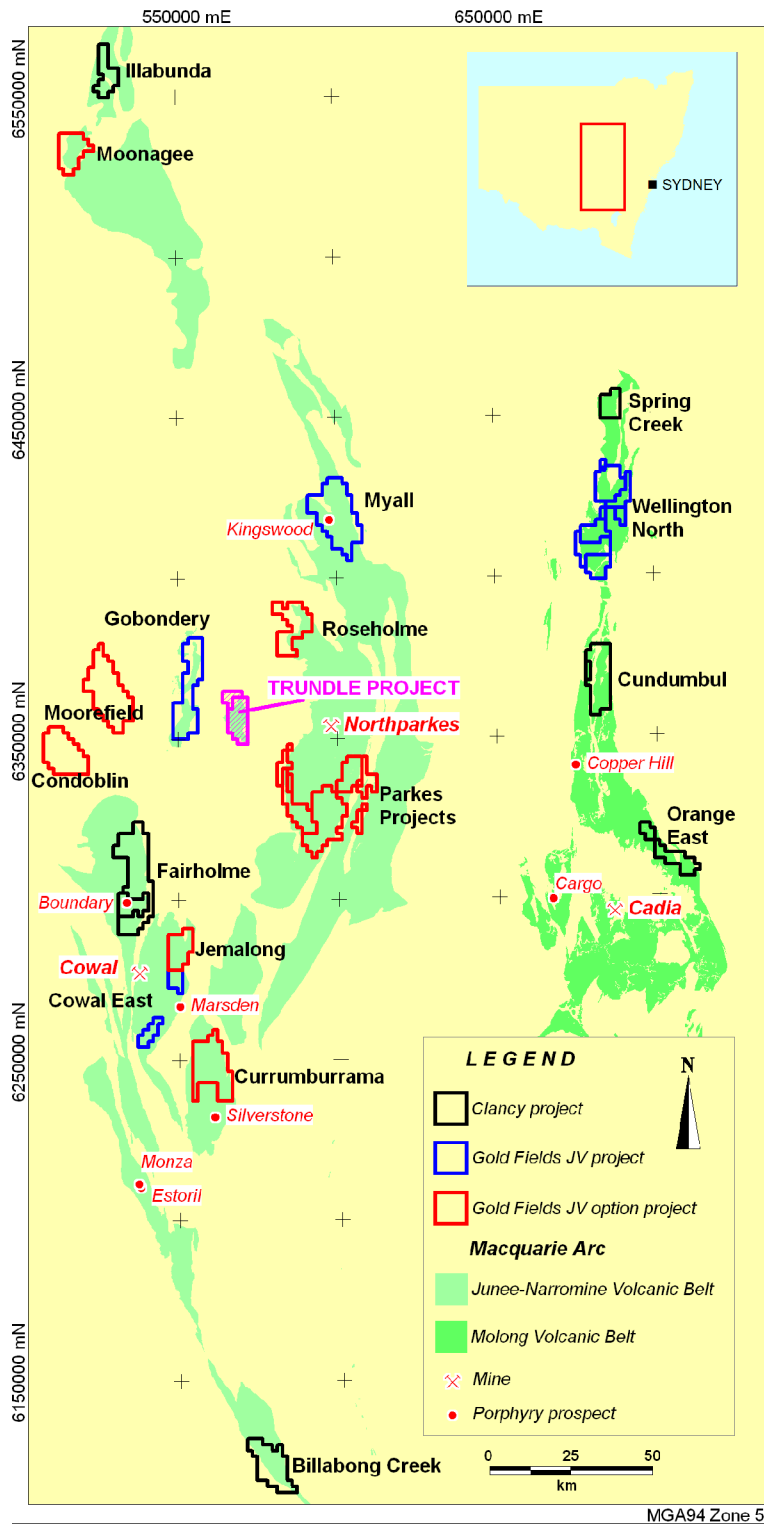 550000 mE
650000 mE
6550000 mN
Illabunda
Moonagee
SYDNEY
6450000 mN
Spring
Creek
Myall
Kingswood
Wellington
North
Gobondery
Roseholme
TRUNDLE PROJECT
Cundumbul
Moorefield
Northparkes
6350000 mN
Copper Hill
Condoblin
Parkes
Projects
Orange
East
Fairholme
Boundary
Cargo
Cadia
Jemalong
Cowal
Cowal East
Marsden
6250000 mN
Currumburrama
Silverstone
Monza
Estoril
LEGEND
N
Clancy project
Gold Fields JV project
Gold Fields JV option project
Macquarie Arc
Junee-Narromine Volcanic Belt
Molong Volcanic Belt
Mine
Porphyry prospect
6150000 mN
Billabong Creek
0 25 50
km
MGA94 Zone 5